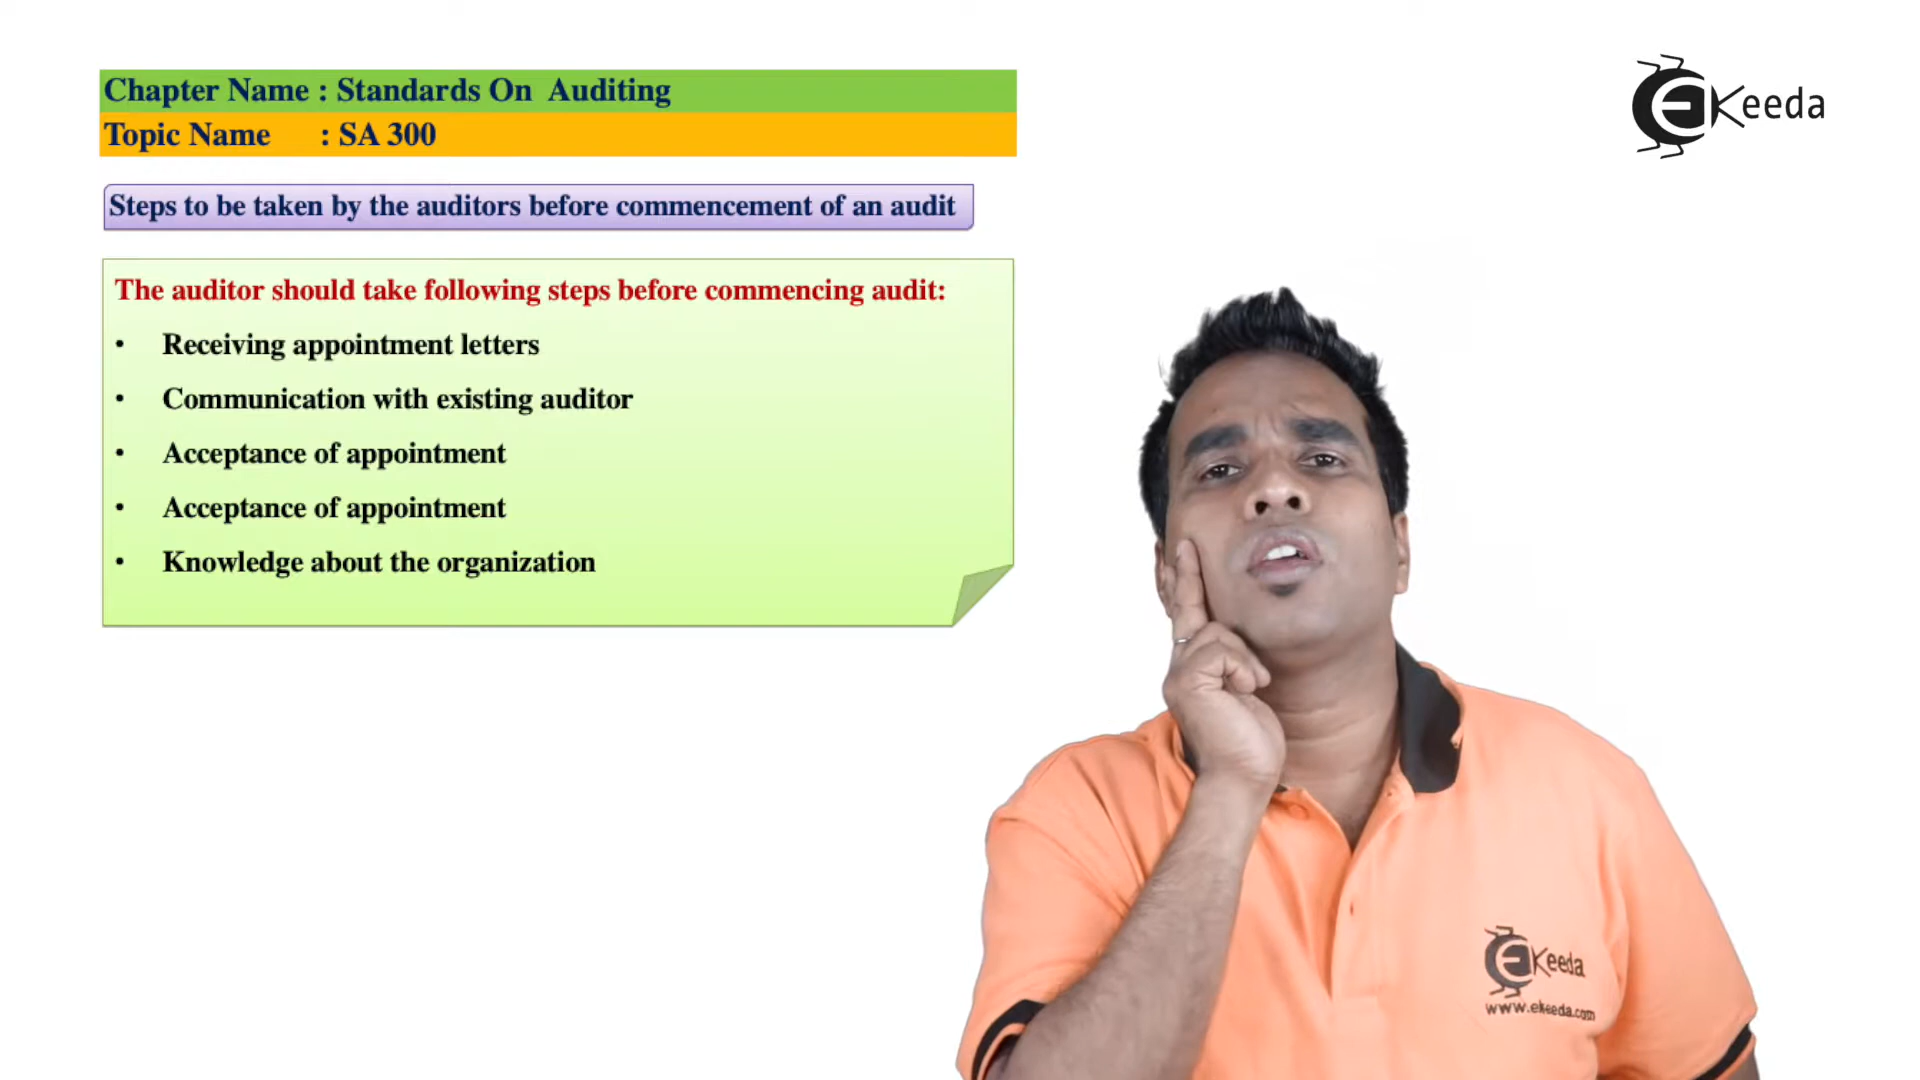 Chapter Name : Standards On Auditing
Topic Name : SA 300
Steps to be taken by the auditors before commencement of an audit
The auditor should take following steps before commencing audit:
• Receiving appointment letters
• Communication with existing auditor
• Acceptance of appointment
• Acceptance of appointment
• Knowledge about the organization
EKeeda
EKeeda
www.ekeeda.com